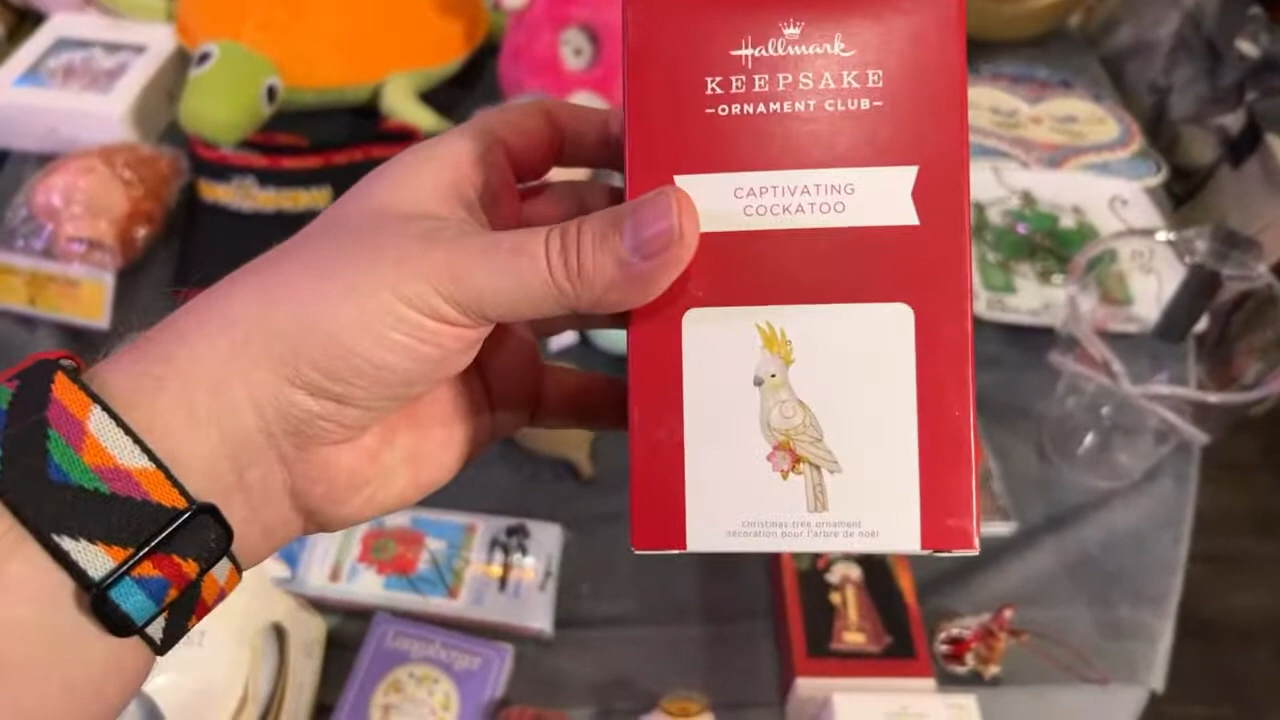 Hallmark
KEEPSAKE
—ORNAMENT CLUB—
CAPTIVATING
COCKATOO
christmas tree ornament
décoration pour l'arbre de noël
Longaberger